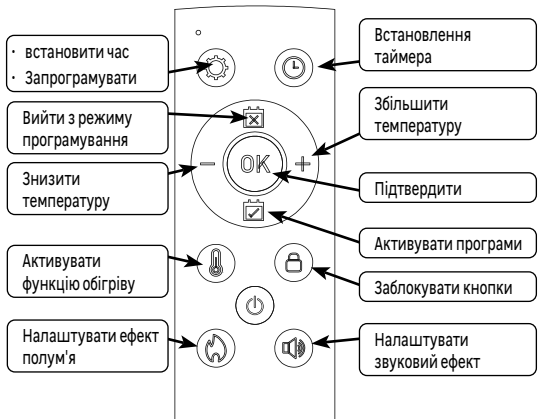 · встановити час
· Запрограмувати
Встановлення
таймера
Вийти з режиму
програмування
Збільшити
температуру
OK
Знизити
температуру
Підтвердити
Активувати програми
Активувати
функцію обігріву
Заблокувати кнопки
Налаштувати ефект
полум'я
Налаштувати
звуковий ефект